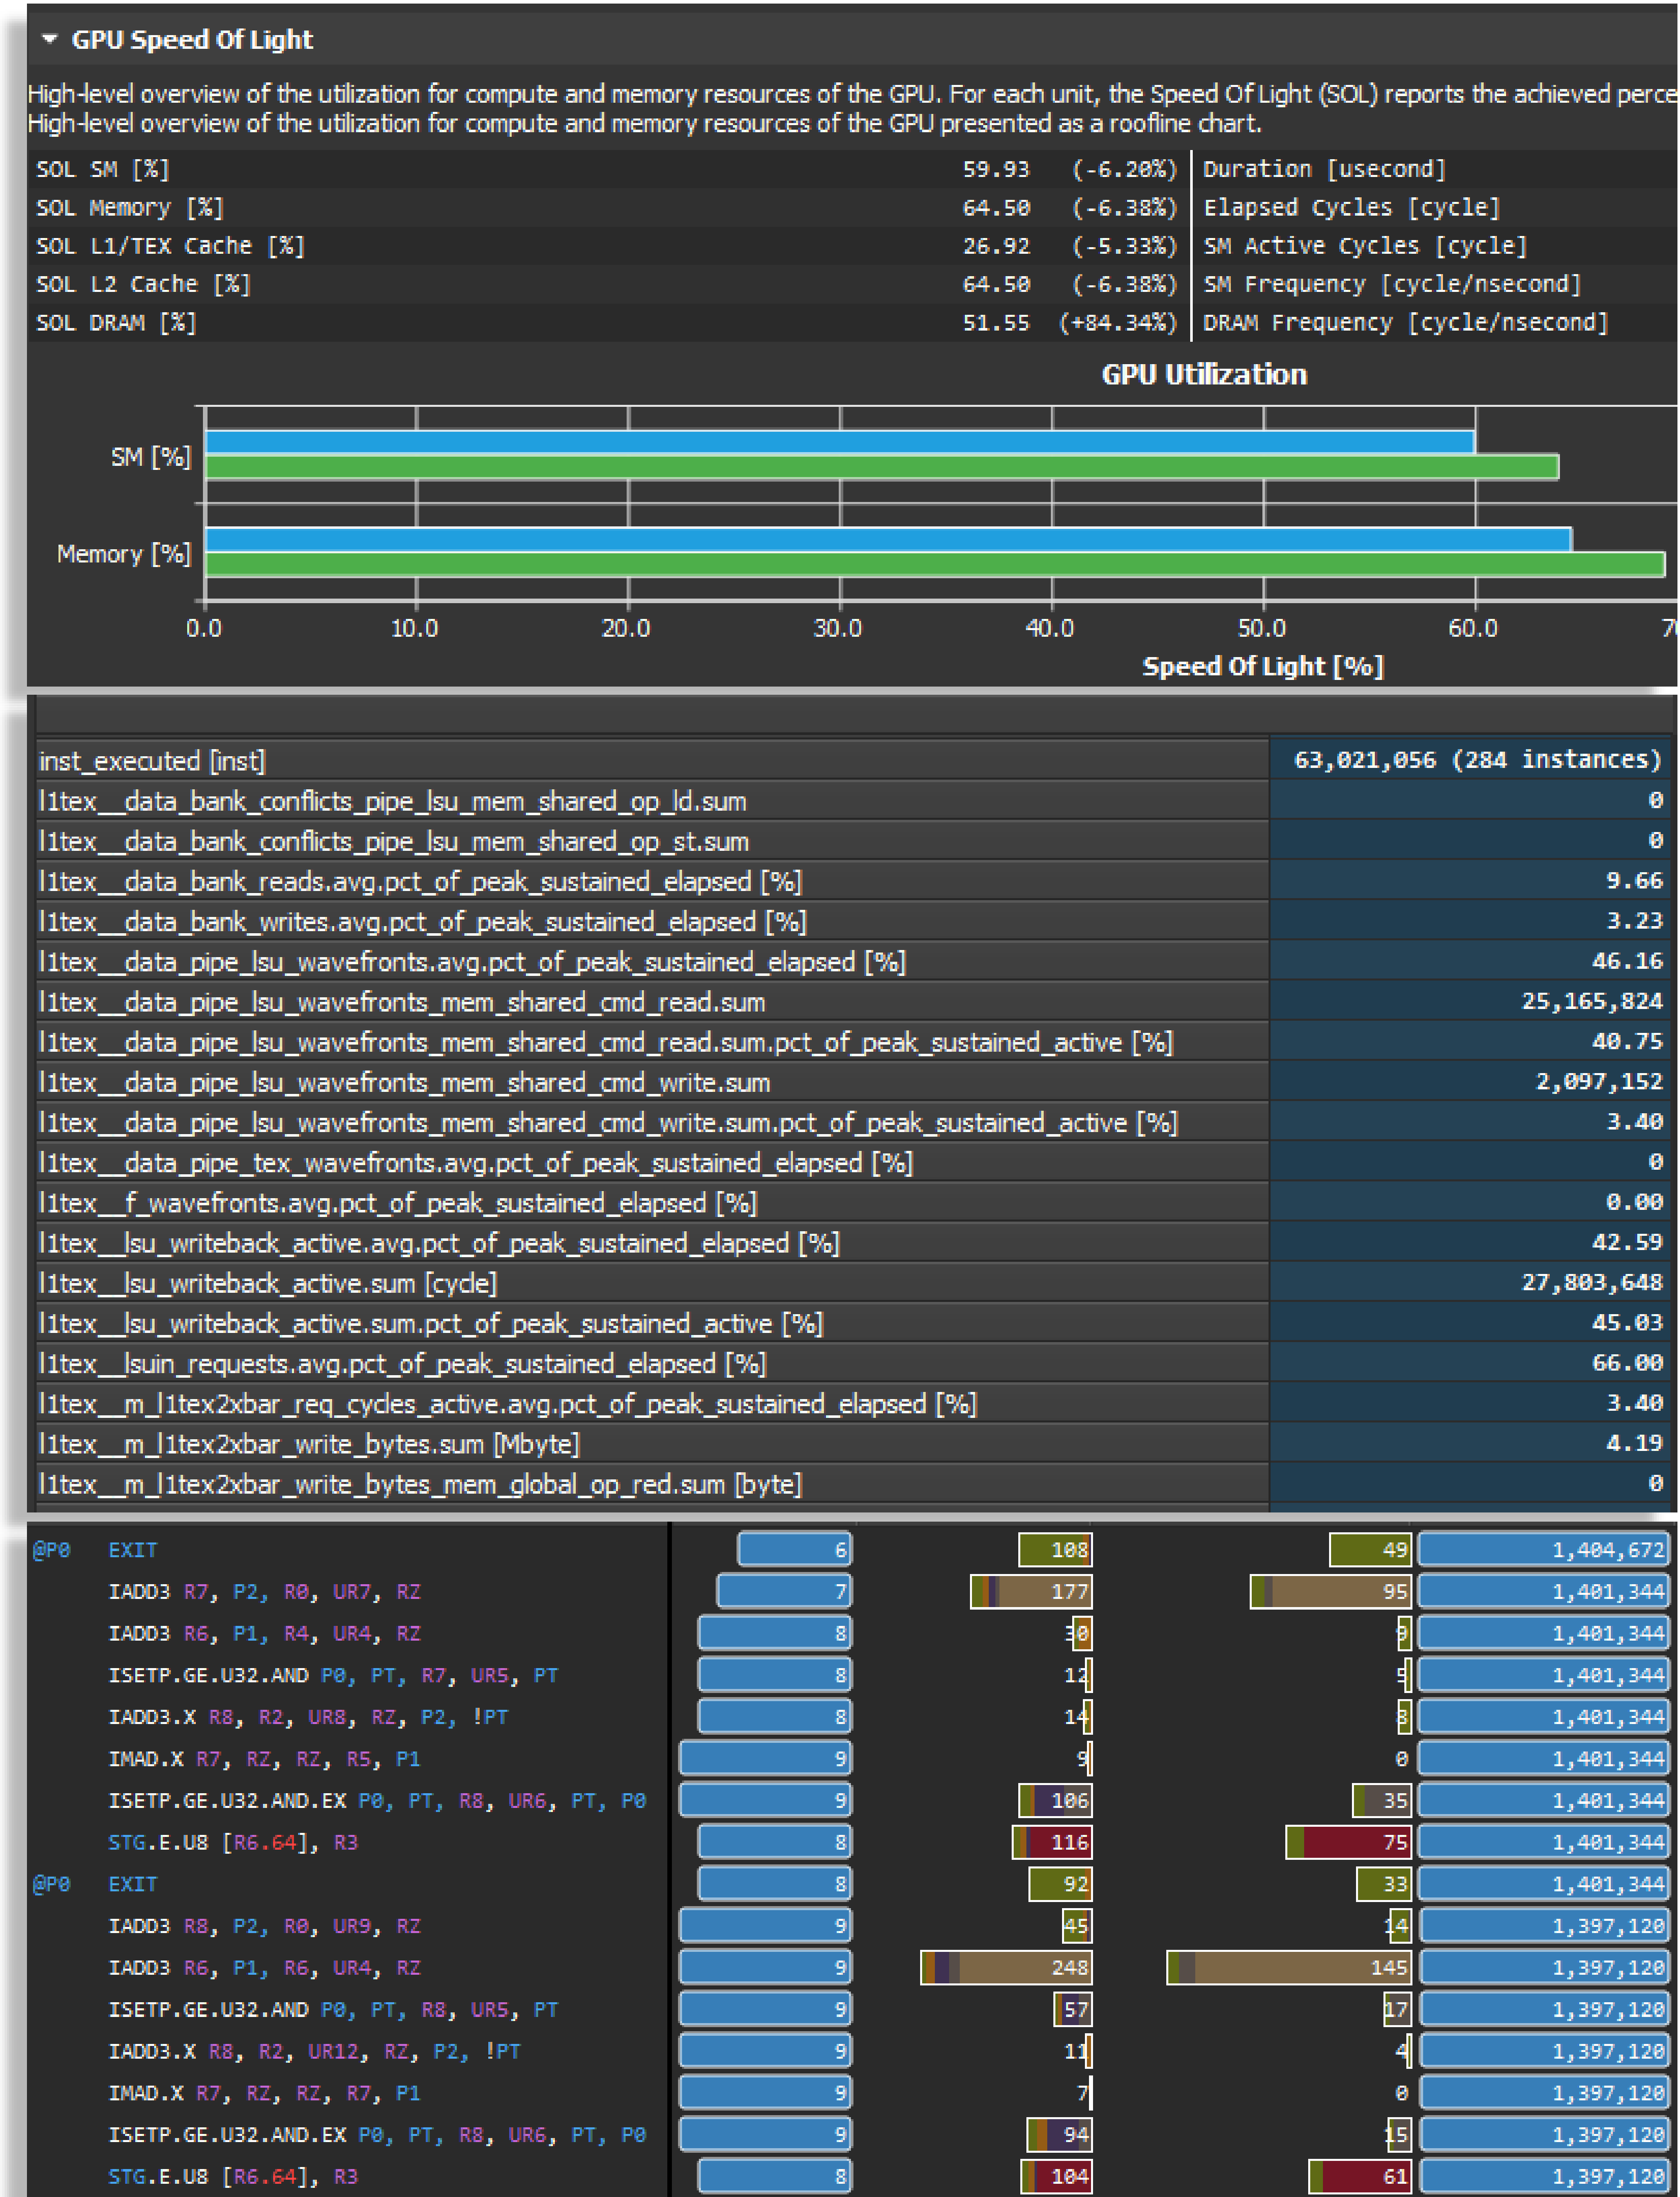 GPU Speed Of Light
High-level overview of the utilization for compute and memory resources of the GPU. For each unit, the Speed Of Light (SOL) reports the achieved perce
High-level overview of the utilization for compute and memory resources of the GPU presented as a roofline chart.
SOL SM [%] 59.93 (-6.20%) Duration [usecond]
SOL Memory [%] 64.50 (-6.38%) Elapsed Cycles [cycle]
SOL L1/TEX Cache [%] 26.92 (-5.33%) SM Active Cycles [cycle]
SOL L2 Cache [%] 64.50 (-6.38%) SM Frequency [cycle/nsecond]
SOL DRAM [%] 51.55 (+84.34%) DRAM Frequency [cycle/nsecond]
GPU Utilization
SM [%]
Memory [%]
0.0 10.0 20.0 30.0 40.0 50.0 60.0
Speed Of Light [%]
inst_executed [inst] 63,021,056 (284 instances)
l1tex__data_bank_conflicts_pipe_lsu_mem_shared_op_ld.sum 0
l1tex__data_bank_conflicts_pipe_lsu_mem_shared_op_st.sum 0
l1tex__data_bank_reads.avg.pct_of_peak_sustained_elapsed [%] 9.66
l1tex__data_bank_writes.avg.pct_of_peak_sustained_elapsed [%] 3.23
l1tex__data_pipe_lsu_wavefronts.avg.pct_of_peak_sustained_elapsed [%] 46.16
l1tex__data_pipe_lsu_wavefronts_mem_shared_cmd_read.sum 25,165,824
l1tex__data_pipe_lsu_wavefronts_mem_shared_cmd_read.sum.pct_of_peak_sustained_active [%] 40.75
l1tex__data_pipe_lsu_wavefronts_mem_shared_cmd_write.sum 2,097,152
l1tex__data_pipe_lsu_wavefronts_mem_shared_cmd_write.sum.pct_of_peak_sustained_active [%] 3.40
l1tex__data_pipe_tex_wavefronts.avg.pct_of_peak_sustained_elapsed [%] 0
l1tex__f_wavefronts.avg.pct_of_peak_sustained_elapsed [%] 0.00
l1tex__lsu_writeback_active.avg.pct_of_peak_sustained_elapsed [%] 42.59
l1tex__lsu_writeback_active.sum [cycle] 27,803,648
l1tex__lsu_writeback_active.sum.pct_of_peak_sustained_active [%] 45.03
l1tex__lsuin_requests.avg.pct_of_peak_sustained_elapsed [%] 66.00
l1tex__m_l1tex2xbar_req_cycles_active.avg.pct_of_peak_sustained_elapsed [%] 3.40
l1tex__m_l1tex2xbar_write_bytes.sum [Mbyte] 4.19
l1tex__m_l1tex2xbar_write_bytes_mem_global_op_red.sum [byte] 0
@P0 EXIT 6 108 49 1,404,672
IADD3 R7, P2, R0, UR7, RZ 7 177 95 1,401,344
IADD3 R6, P1, R4, UR4, RZ 8 30 9 1,401,344
ISETP.GE.U32.AND P0, PT, R7, UR5, PT 8 12 5 1,401,344
IADD3.X R8, R2, UR8, RZ, P2, !PT 8 14 8 1,401,344
IMAD.X R7, RZ, RZ, R5, P1 9 9 0 1,401,344
ISETP.GE.U32.AND.EX P0, PT, R8, UR6, PT, P0 9 106 35 1,401,344
STG.E.U8 [R6.64], R3 8 116 75 1,401,344
@P0 EXIT 8 92 33 1,401,344
IADD3 R8, P2, R0, UR9, RZ 9 45 14 1,397,120
IADD3 R6, P1, R6, UR4, RZ 9 248 145 1,397,120
ISETP.GE.U32.AND P0, PT, R8, UR5, PT 9 57 17 1,397,120
IADD3.X R8, R2, UR12, RZ, P2, !PT 9 11 4 1,397,120
IMAD.X R7, RZ, RZ, R7, P1 9 7 0 1,397,120
ISETP.GE.U32.AND.EX P0, PT, R8, UR6, PT, P0 9 94 15 1,397,120
STG.E.U8 [R6.64], R3 8 104 61 1,397,120